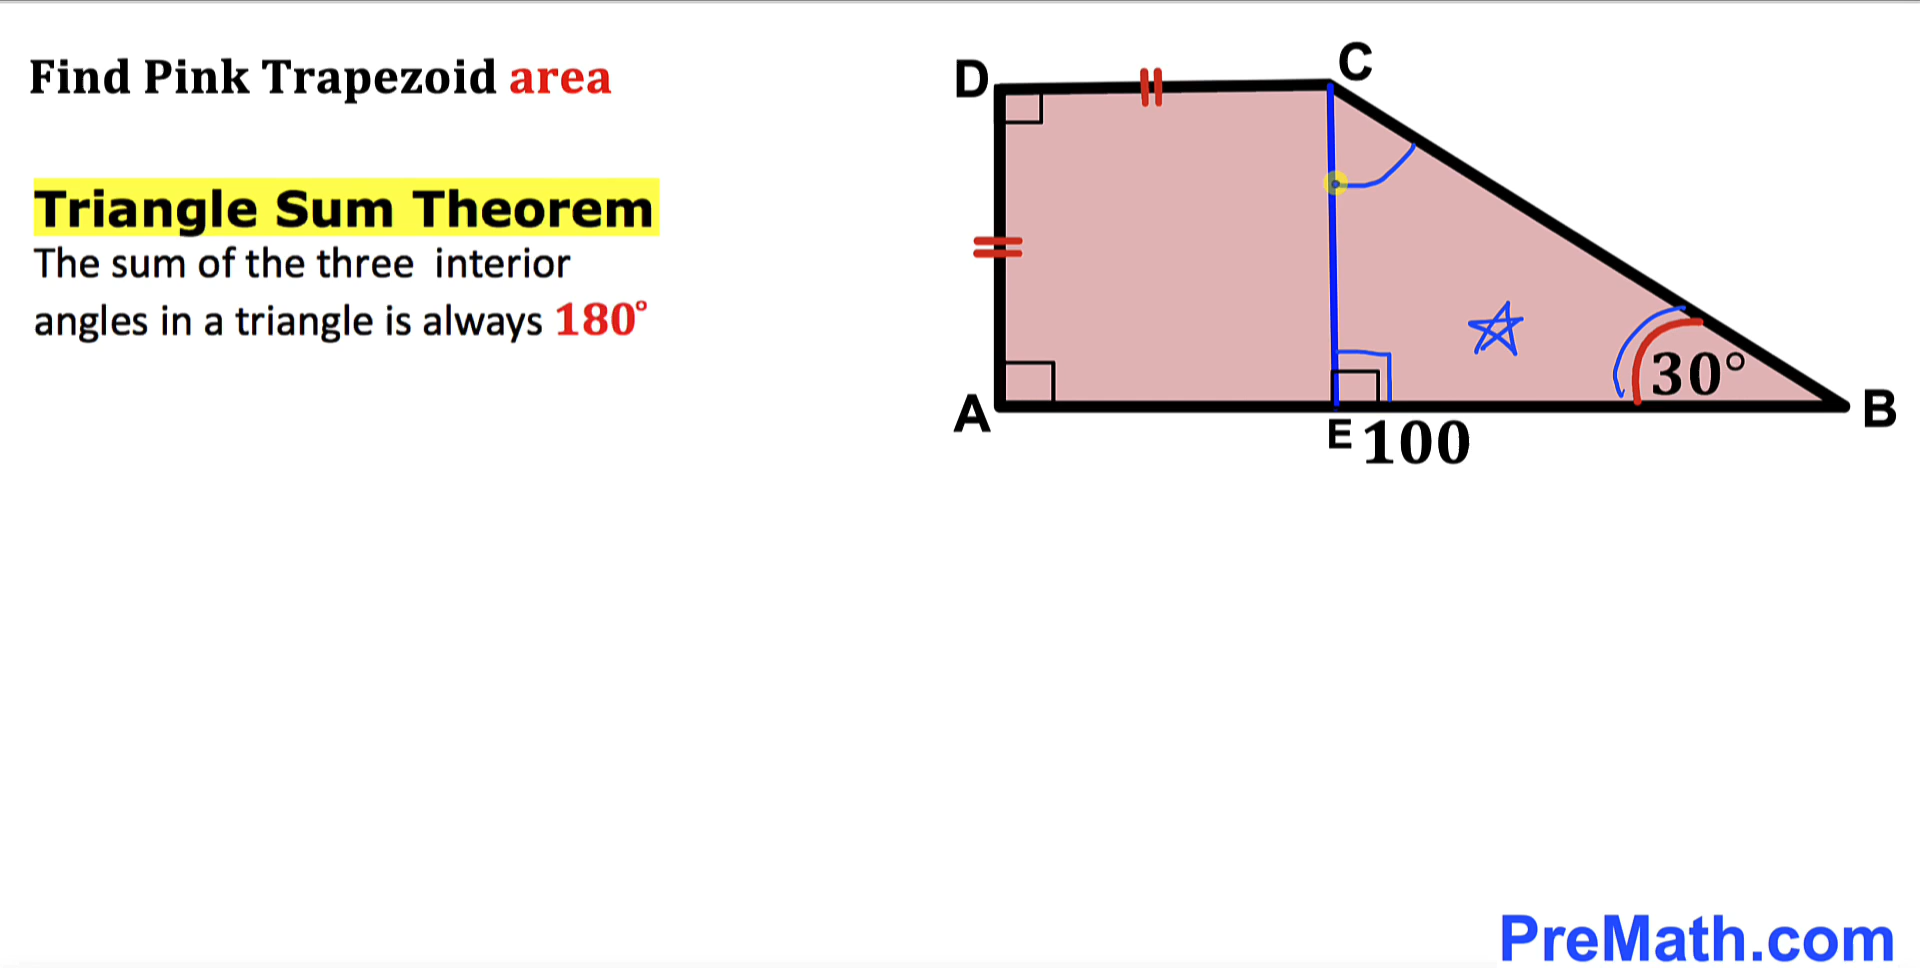 Find Pink Trapezoid area
Triangle Sum Theorem
The sum of the three interior
angles in a triangle is always 180°
D
C
A
B
E
100
30°
PreMath.com